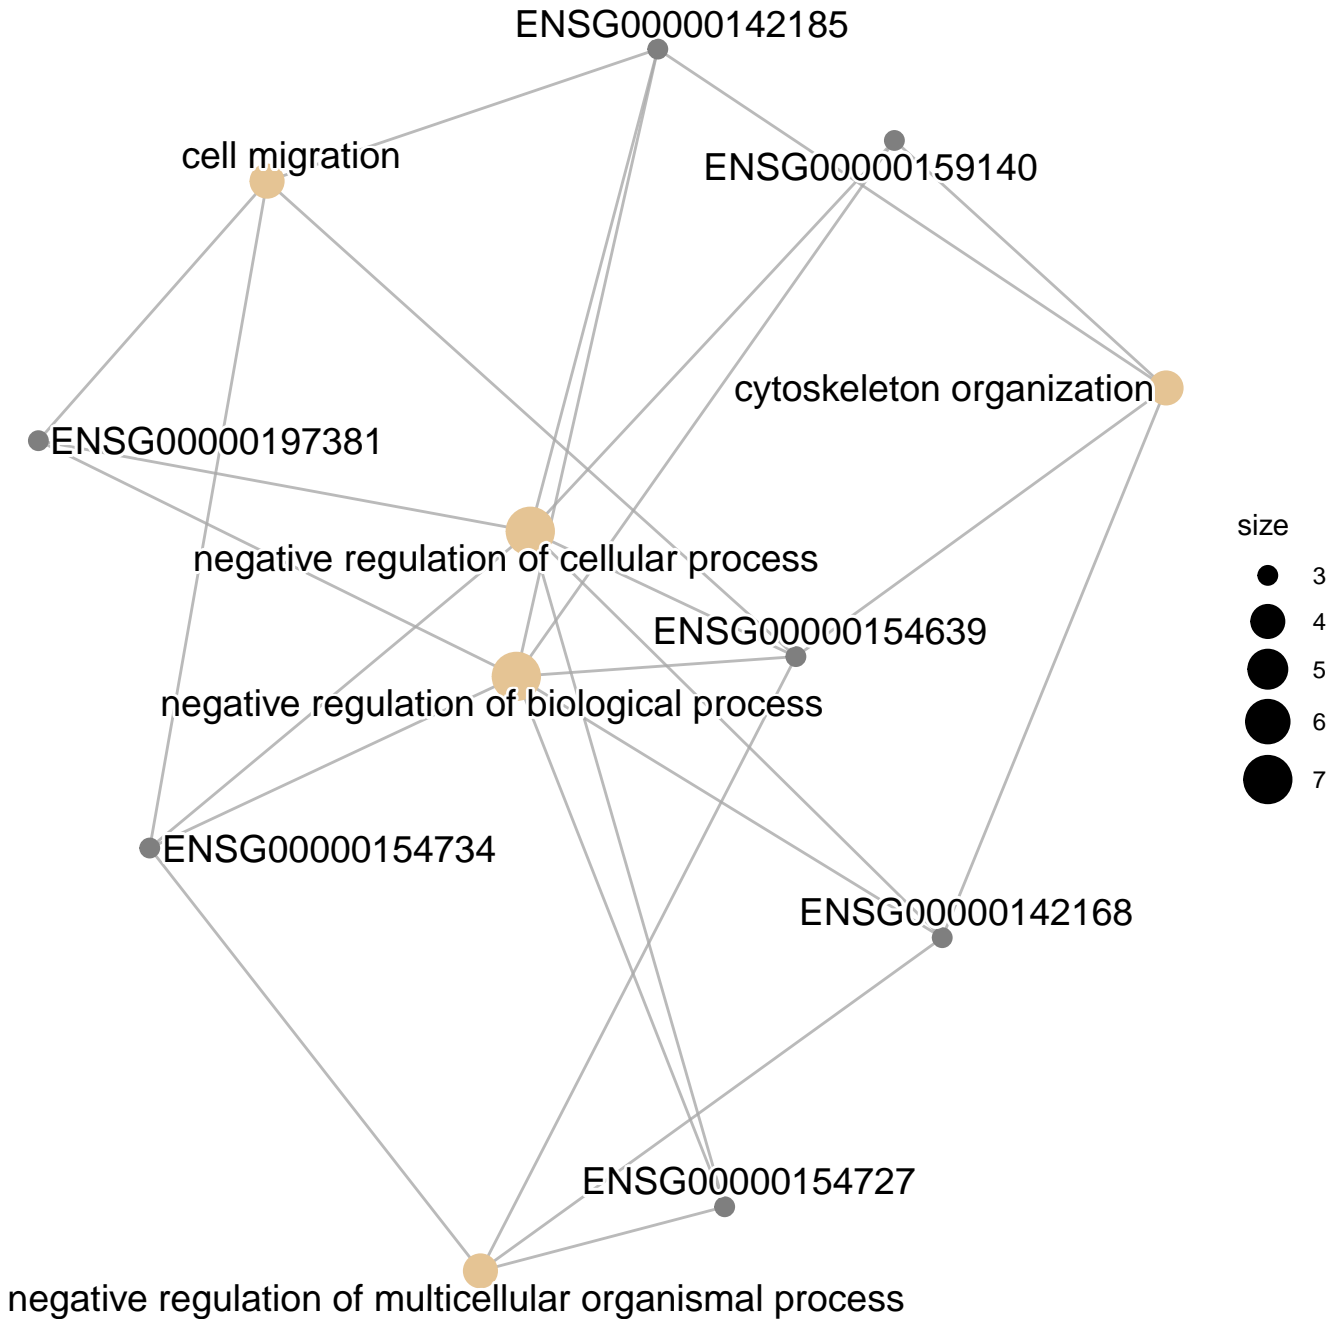 ENSG00000142185
cell migration
ENSG00000159140
cytoskeleton organization
ENSG00000197381
size
negative regulation of cellular process
3
4
ENSG00000154639
5
negative regulation of biological process
6
7
ENSG00000154734
ENSG00000142168
ENSG00000154727
negative regulation of multicellular organismal process